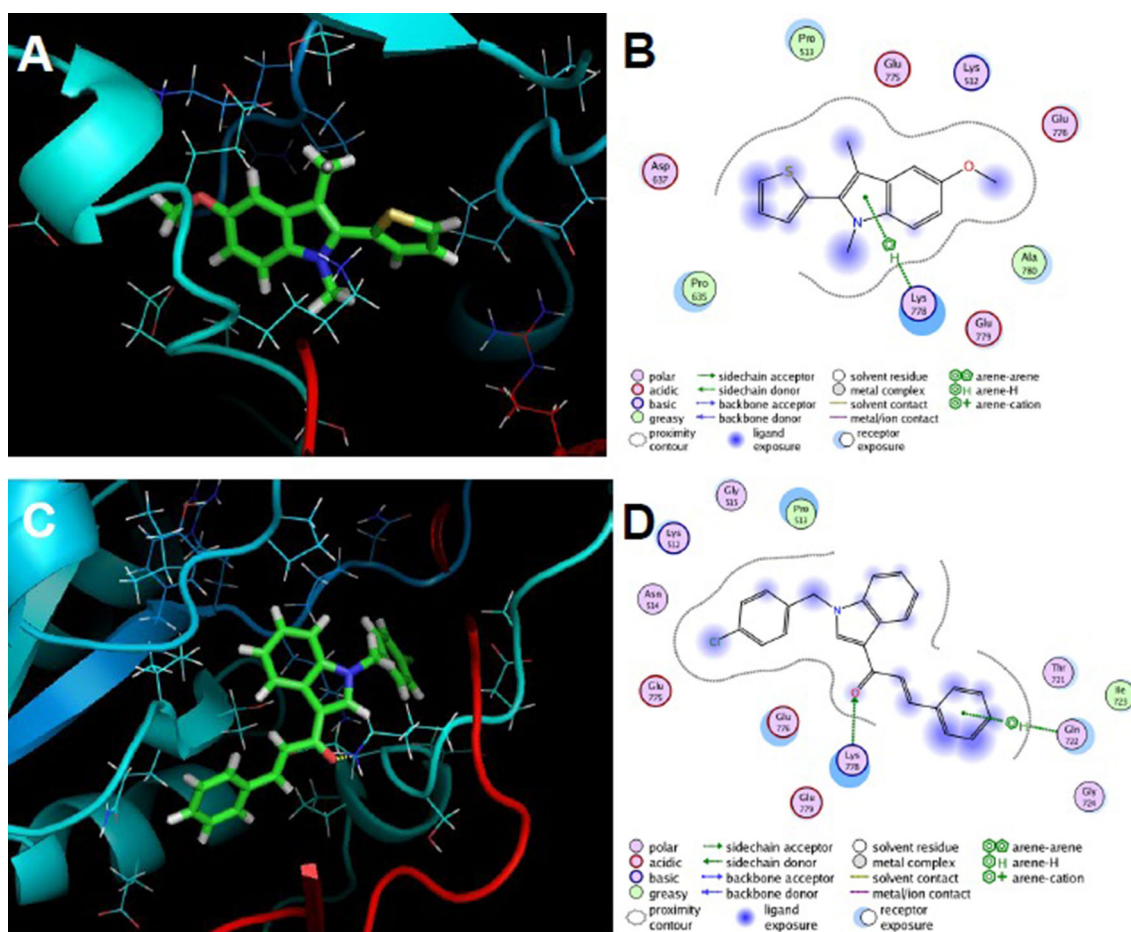 A
B
Pro
513
Glu
775
Lys
512
Glu
776
Asp
637
S
O
N
H
Ala
780
Pro
635
Lys
778
Glu
779
polar
sidechain acceptor
solvent residue
arene-arene
acidic
sidechain donor
metal complex
H arene-H
basic
backbone acceptor
solvent contact
+ arene-cation
greasy
backbone donor
metal/ion contact
proximity
contour
ligand
exposure
receptor
exposure
C
D
Gly
515
Pro
513
Lys
512
Asn
514
N
Cl
Glu
775
O
Thr
721
Ile
723
H
Gln
722
Glu
776
Lys
778
Glu
779
Gly
724
polar
sidechain acceptor
solvent residue
arene-arene
acidic
sidechain donor
metal complex
H arene-H
basic
backbone acceptor
solvent contact
+ arene-cation
greasy
backbone donor
metal/ion contact
proximity
contour
ligand
exposure
receptor
exposure